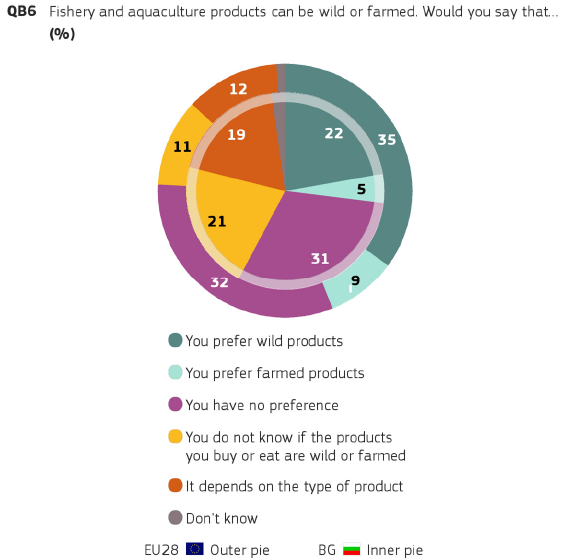 QB6 Fishery and aquaculture products can be wild or farmed. Would you say that...
(%)
12
35
22
19
11
5
21
31
9
32
You prefer wild products
You prefer farmed products
You have no preference
You do not know if the products
you buy or eat are wild or farmed
It depends on the type of product
Don't know
EU28 Outer pie BG Inner pie